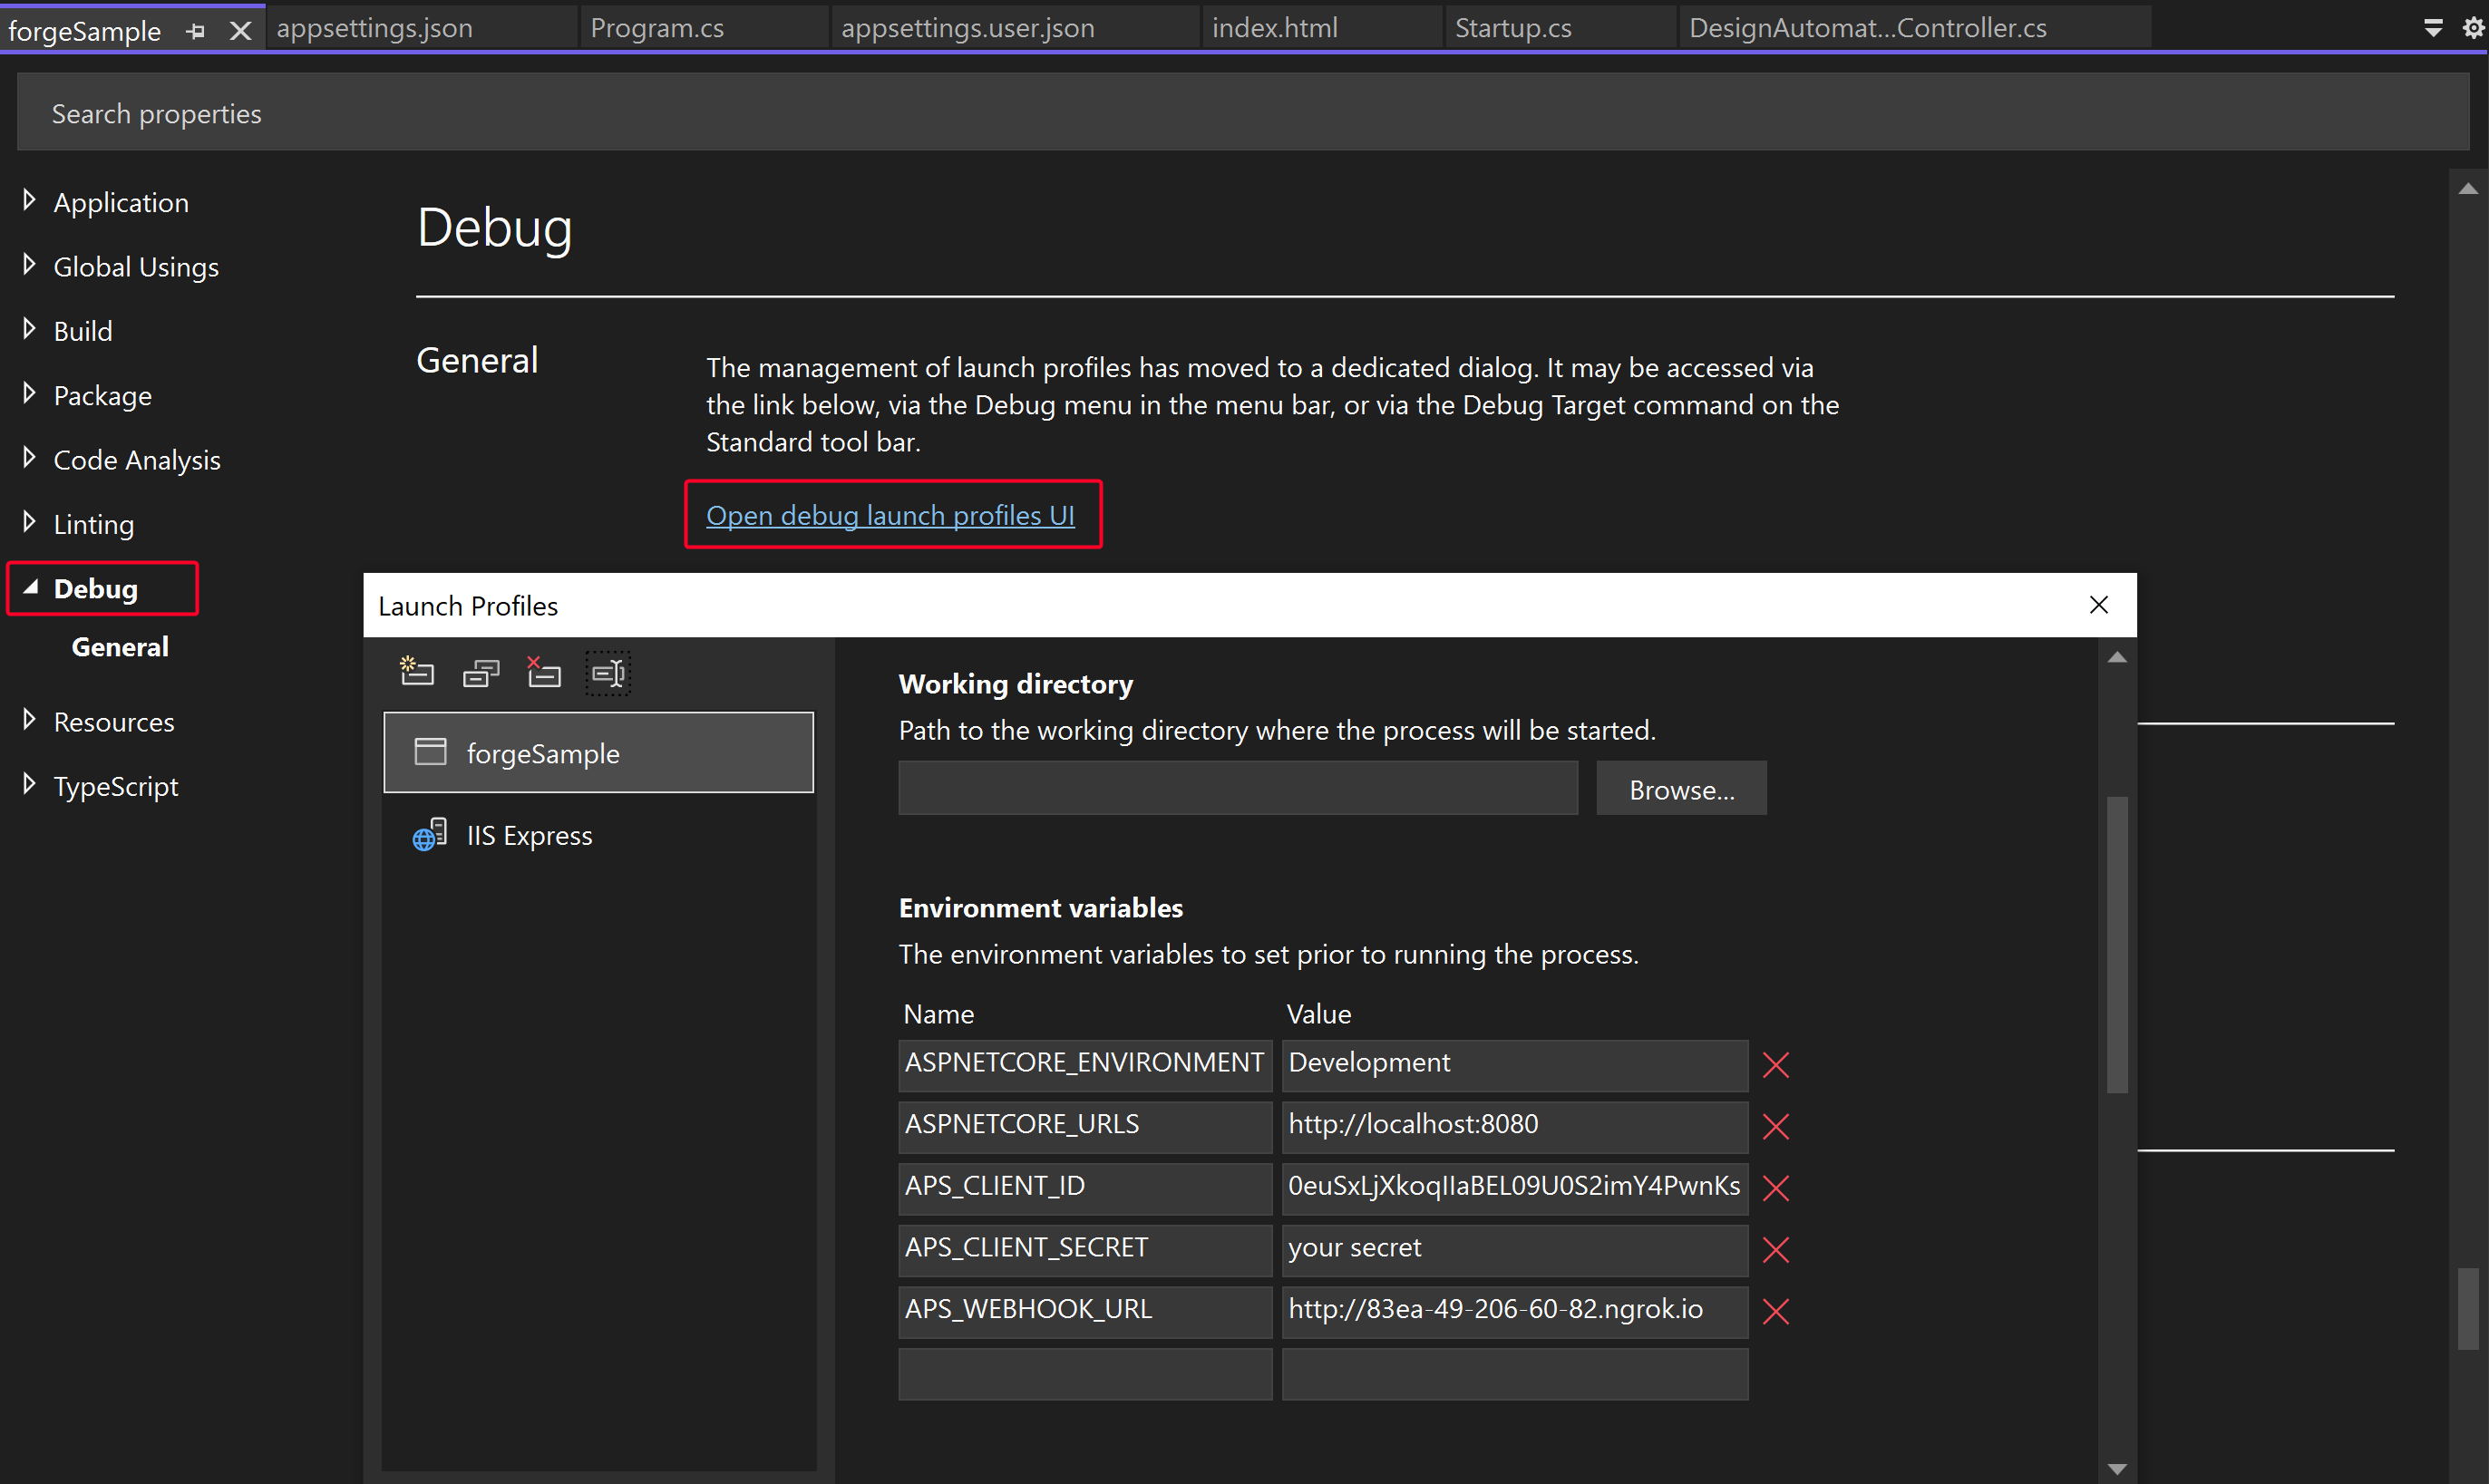 forgeSample
appsettings.json
Program.cs
appsettings.user.json
index.html
Startup.cs
DesignAutomat...Controller.cs
Search properties
Application
Global Usings
Build
Package
Code Analysis
Linting
Debug
General
Resources
TypeScript
Debug
General
The management of launch profiles has moved to a dedicated dialog. It may be accessed via
the link below, via the Debug menu in the menu bar, or via the Debug Target command on the
Standard tool bar.
Open debug launch profiles UI
Launch Profiles
forgeSample
IIS Express
Working directory
Path to the working directory where the process will be started.
Browse...
Environment variables
The environment variables to set prior to running the process.
Name Value
ASPNETCORE_ENVIRONMENT Development
ASPNETCORE_URLS http://localhost:8080
APS_CLIENT_ID 0euSxLjXkoqIIaBEL09U0S2imY4PwnKs
APS_CLIENT_SECRET your secret
APS_WEBHOOK_URL http://83ea-49-206-60-82.ngrok.io